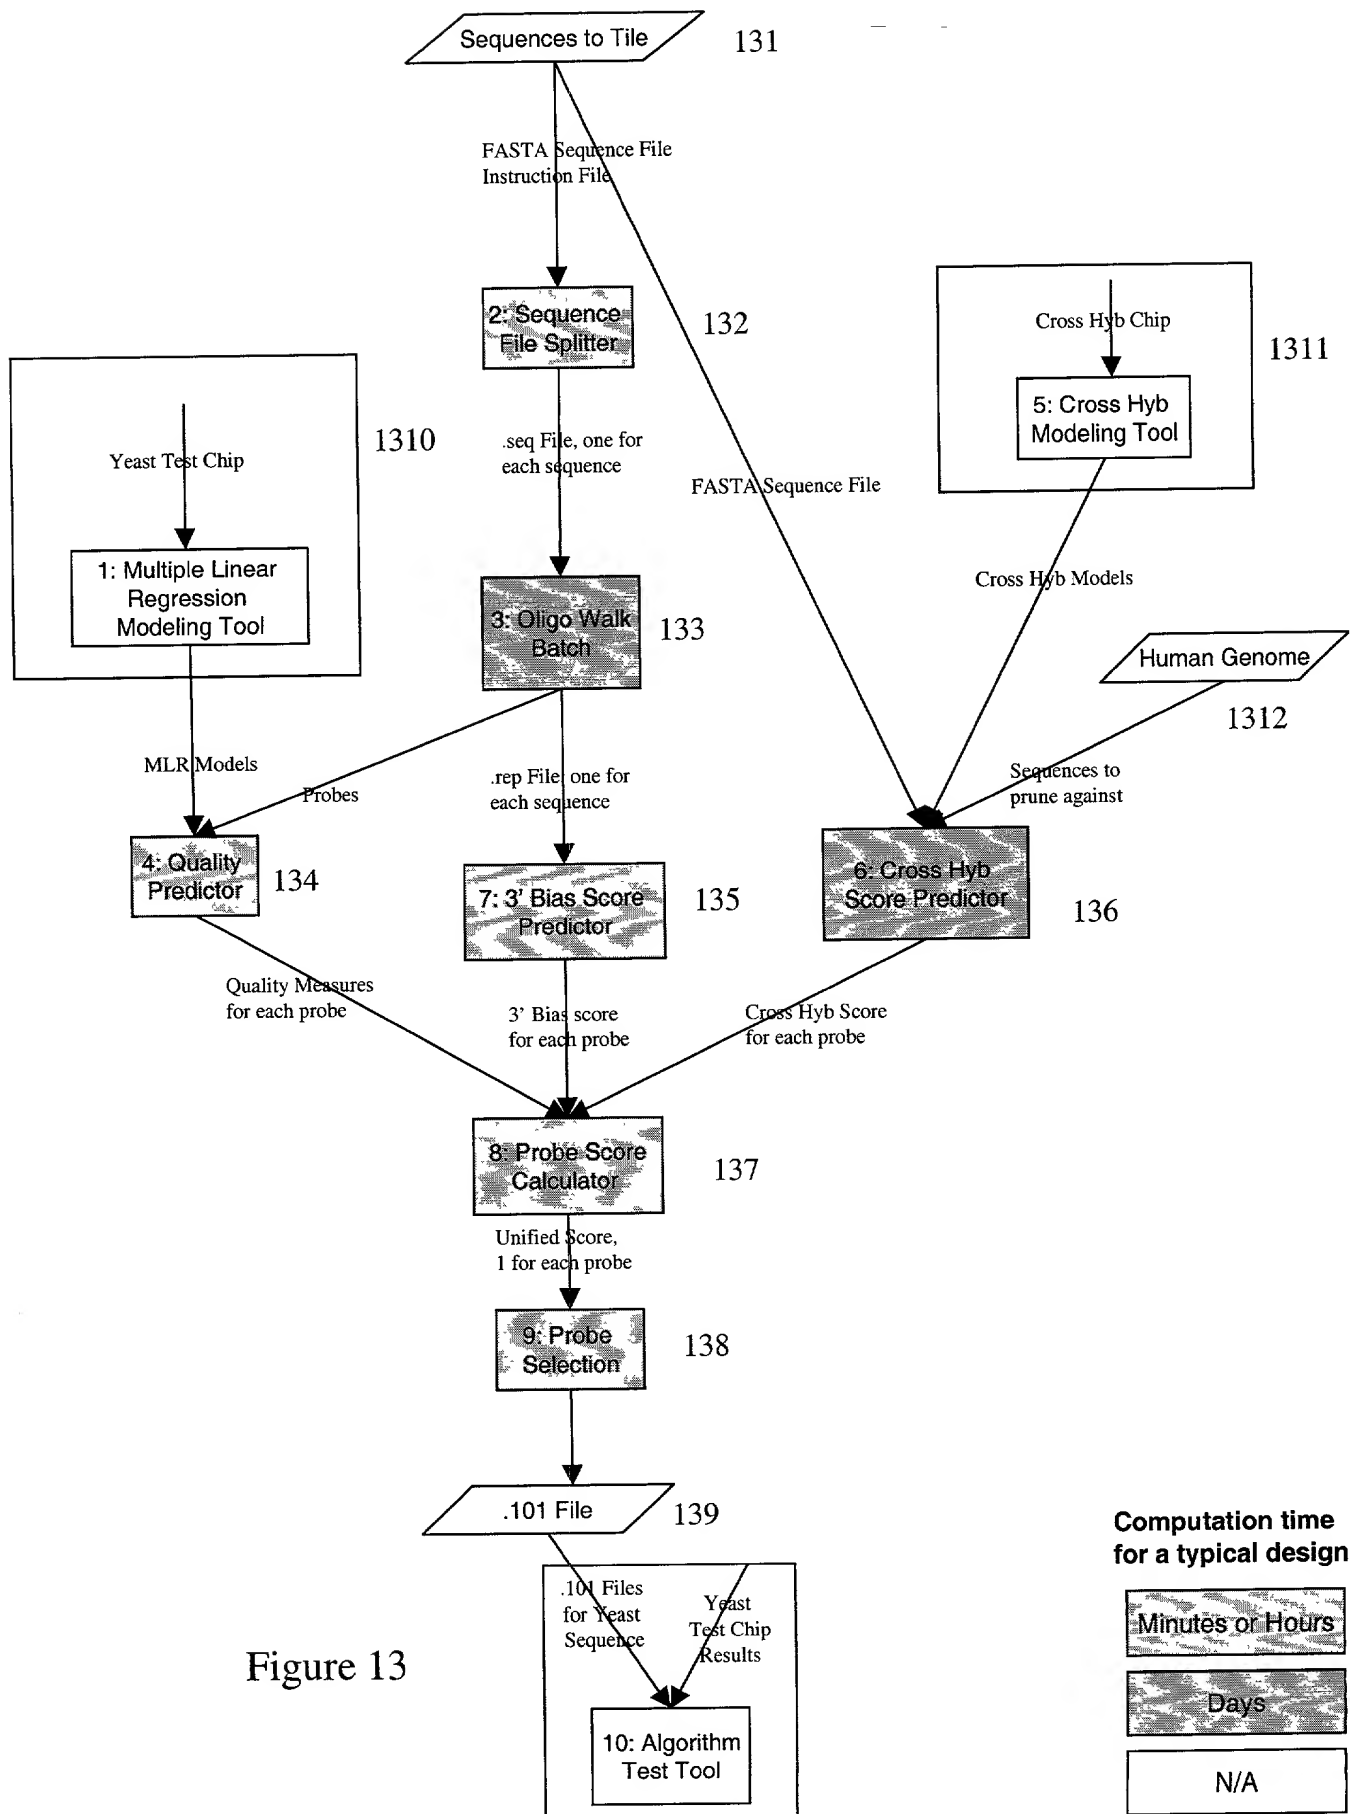 Sequences to Tile
131
FASTA Sequence File
Instruction File
2: Sequence
File Splitter
132
Cross Hyb Chip
1311
5: Cross Hyb
Modeling Tool
1310
Yeast Test Chip
.seq File, one for
each sequence
FASTA Sequence File
1: Multiple Linear
Regression
Modeling Tool
3: Oligo Walk
Batch
133
Cross Hyb Models
Human Genome
1312
MLR Models
Probes
.rep File, one for
each sequence
Sequences to
prune against
4: Quality
Predictor
134
7: 3' Bias Score
Predictor
135
6: Cross Hyb
Score Predictor
136
Quality Measures
for each probe
3' Bias score
for each probe
Cross Hyb Score
for each probe
8: Probe Score
Calculator
137
Unified Score,
1 for each probe
9: Probe
Selection
138
.101 File
139
.101 Files
for Yeast
Sequence
Yeast
Test Chip
Results
10: Algorithm
Test Tool
Figure 13
Computation time
for a typical design
Minutes or Hours
Days
N/A